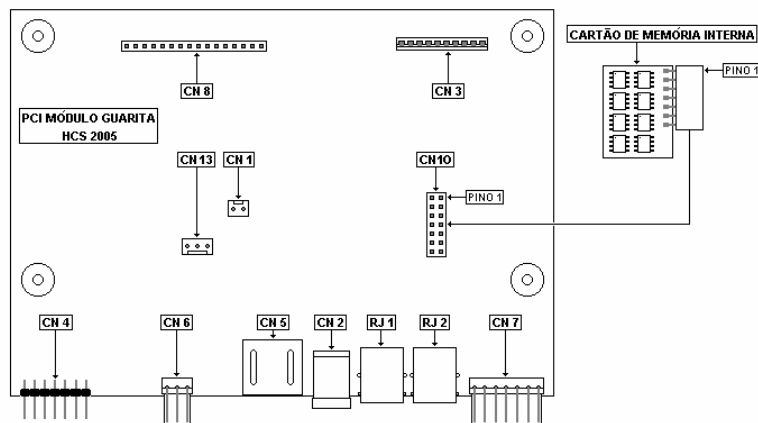 CARTÃO DE MEMÓRIA INTERNA
PINO 1
CN 8
CN 3
PCI MÓDULO GUARITA
HCS 2005
CN 13
CN 1
CN10
PINO 1
CN 4
CN 6
CN 5
CN 2
RJ 1
RJ 2
CN 7